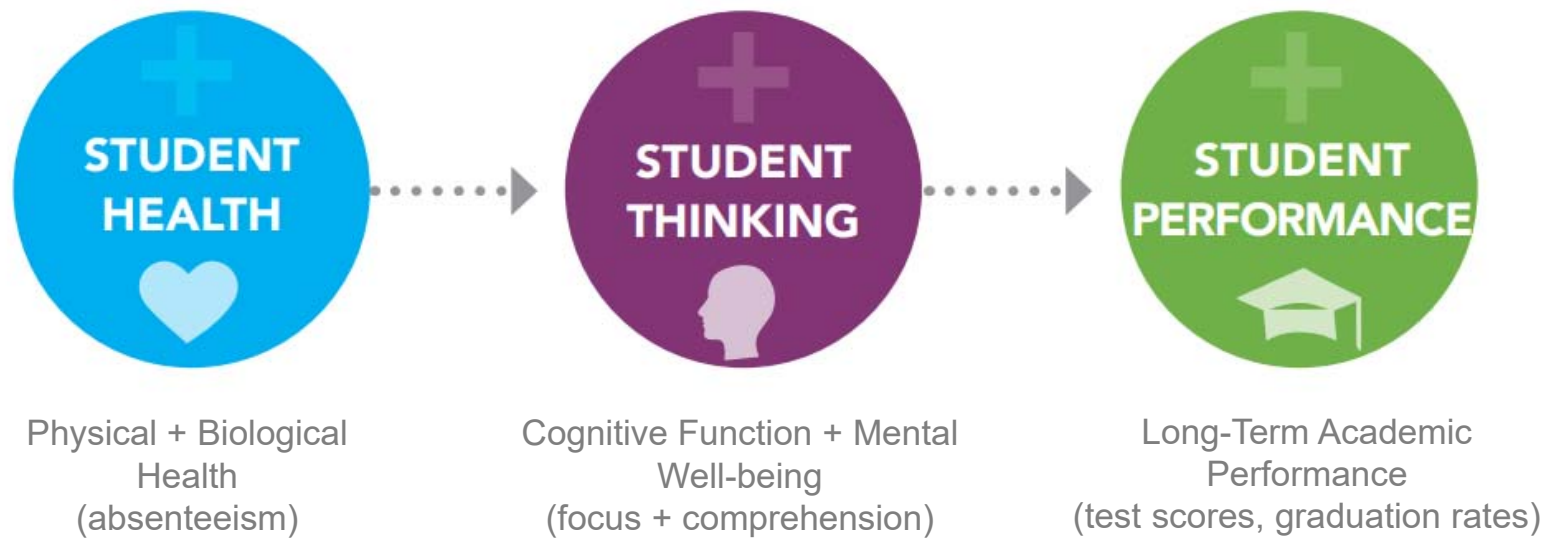 STUDENT
HEALTH
STUDENT
THINKING
STUDENT
PERFORMANCE
Physical + Biological
Health
(absenteeism)
Cognitive Function + Mental
Well-being
(focus + comprehension)
Long-Term Academic
Performance
(test scores, graduation rates)